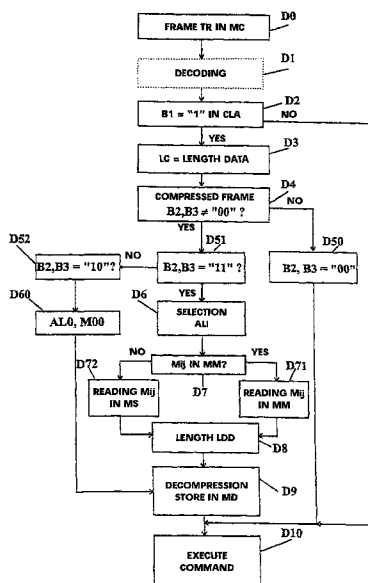 D0
FRAME TR IN MC
D1
DECODING
D2
B1 = "1" IN CLA
NO
YES
D3
LC = LENGTH DATA
D4
COMPRESSED FRAME
B2,B3 ≠ "00" ?
NO
YES
D52
D51
D50
NO
B2,B3 = "10"?
B2,B3 = "11" ?
B2, B3 = "00"
D60
D6
YES
AL0, M00
SELECTION
ALi
D72
NO
Mij IN MM?
YES
D71
READING Mij
IN MS
D7
READING Mij
IN MM
LENGTH LDD
D8
DECOMPRESSION
STORE IN MD
D9
D10
EXECUTE
COMMAND